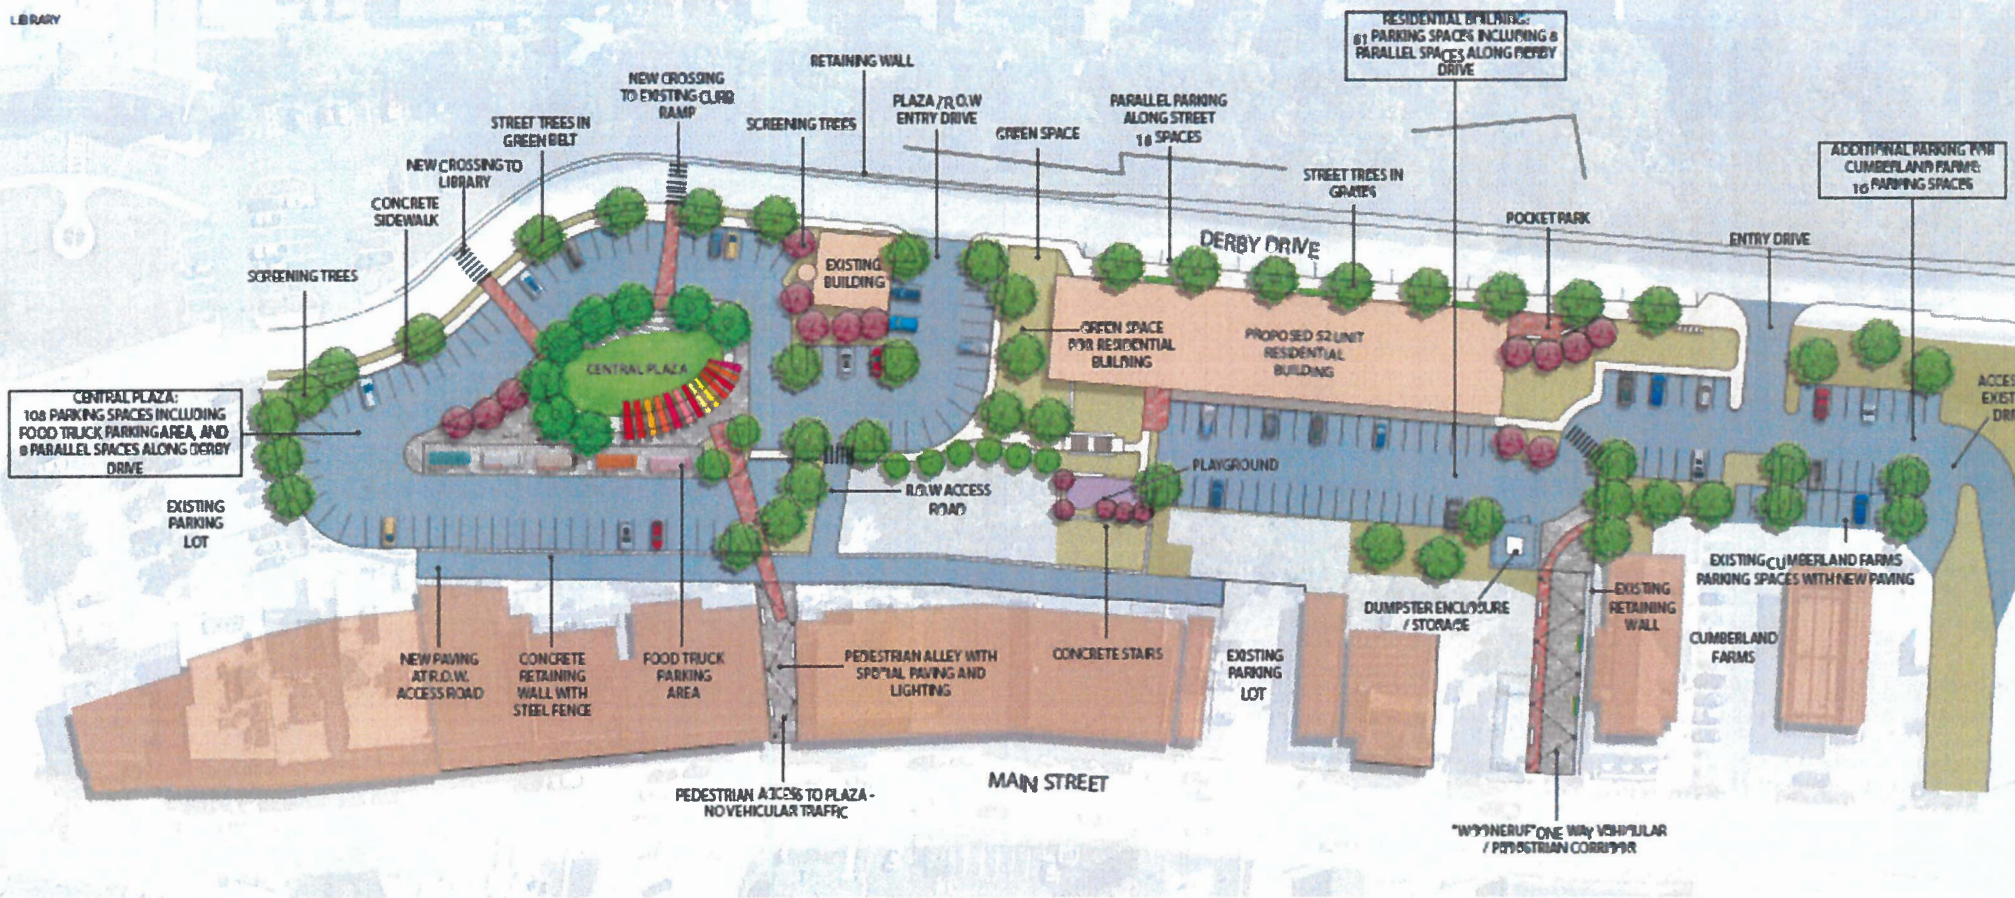 LIBRARY
RESIDENTIAL BUILDING:
61 PARKING SPACES INCLUDING 8
PARALLEL SPACES ALONG DERBY
DRIVE
RETAINING WALL
NEW CROSSING
TO EXISTING CURB
RAMP
PLAZA / R.O.W
ENTRY DRIVE
PARALLEL PARKING
ALONG STREET
SPACES
STREET TREES IN
GREEN BELT
SCREENING TREES
GREEN SPACE
ADDITIONAL PARKING FOR
CUMBERLAND FARMS:
PARKING SPACES
NEW CROSSING TO
LIBRARY
STREET TREES IN
GRATES
CONCRETE
SIDEWALK
POCKET PARK
DERBY DRIVE
ENTRY DRIVE
SCREENING TREES
EXISTING
BUILDING
GREEN SPACE
FOR RESIDENTIAL
BUILDING
PROPOSED 52 UNIT
RESIDENTIAL
BUILDING
CENTRAL PLAZA
ACCES
EXIST
DRI
CENTRAL PLAZA:
108 PARKING SPACES INCLUDING
FOOD TRUCK PARKING AREA, AND
8 PARALLEL SPACES ALONG DERBY
DRIVE
PLAYGROUND
R.O.W ACCESS
ROAD
EXISTING
PARKING
LOT
EXISTING CUMBERLAND FARMS
PARKING SPACES WITH NEW PAVING
EXISTING
RETAINING
WALL
DUMPSTER ENCLOSURE
/ STORAGE
CUMBERLAND
FARMS
NEW PAVING
AT R.O.W.
ACCESS ROAD
CONCRETE
RETAINING
WALL WITH
STEEL FENCE
FOOD TRUCK
PARKING
AREA
PEDESTRIAN ALLEY WITH
SPECIAL PAVING AND
LIGHTING
CONCRETE STAIRS
EXISTING
PARKING
LOT
MAIN STREET
PEDESTRIAN ACCESS TO PLAZA -
NO VEHICULAR TRAFFIC
"WOONERUF" ONE WAY VEHICULAR
/ PEDESTRIAN CORRIDOR